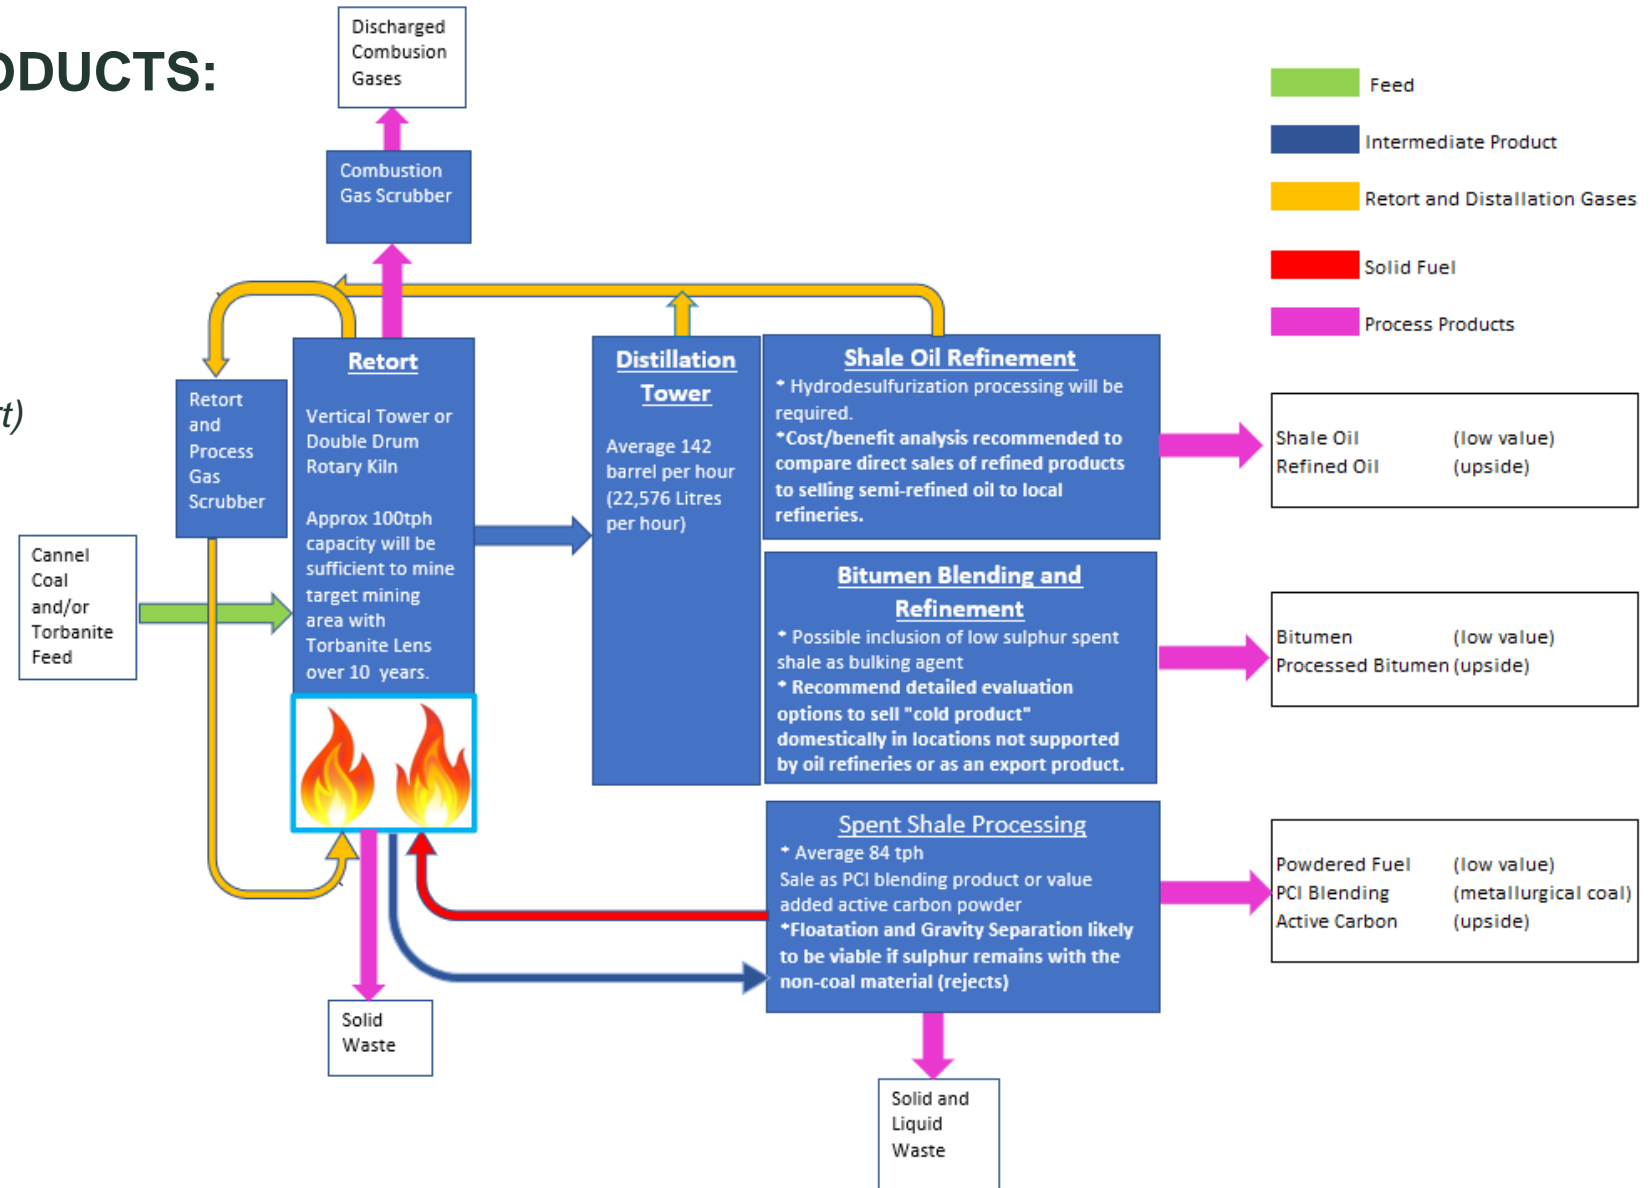 ODUCTS:
t)
Discharged
Combusion
Gases
Combustion
Gas Scrubber
Retort
and
Process
Gas
Scrubber
Cannel
Coal
and/or
Torbanite
Feed
Retort
Vertical Tower or
Double Drum
Rotary Kiln
Approx 100tph
capacity will be
sufficient to mine
target mining
area with
Torbanite Lens
over 10 years.
Solid
Waste
Distillation
Tower
Average 142
barrel per hour
(22,576 Litres
per hour)
Shale Oil Refinement
* Hydrodesulfurization processing will be
required.
*Cost/benefit analysis recommended to
compare direct sales of refined products
to selling semi-refined oil to local
refineries.
Bitumen Blending and
Refinement
* Possible inclusion of low sulphur spent
shale as bulking agent
* Recommend detailed evaluation
options to sell "cold product"
domestically in locations not supported
by oil refineries or as an export product.
Spent Shale Processing
* Average 84 tph
Sale as PCI blending product or value
added active carbon powder
*Floatation and Gravity Separation likely
to be viable if sulphur remains with the
non-coal material (rejects)
Solid and
Liquid
Waste
Feed
Intermediate Product
Retort and Distallation Gases
Solid Fuel
Process Products
Shale Oil (low value)
Refined Oil (upside)
Bitumen (low value)
Processed Bitumen (upside)
Powdered Fuel (low value)
PCI Blending (metallurgical coal)
Active Carbon (upside)